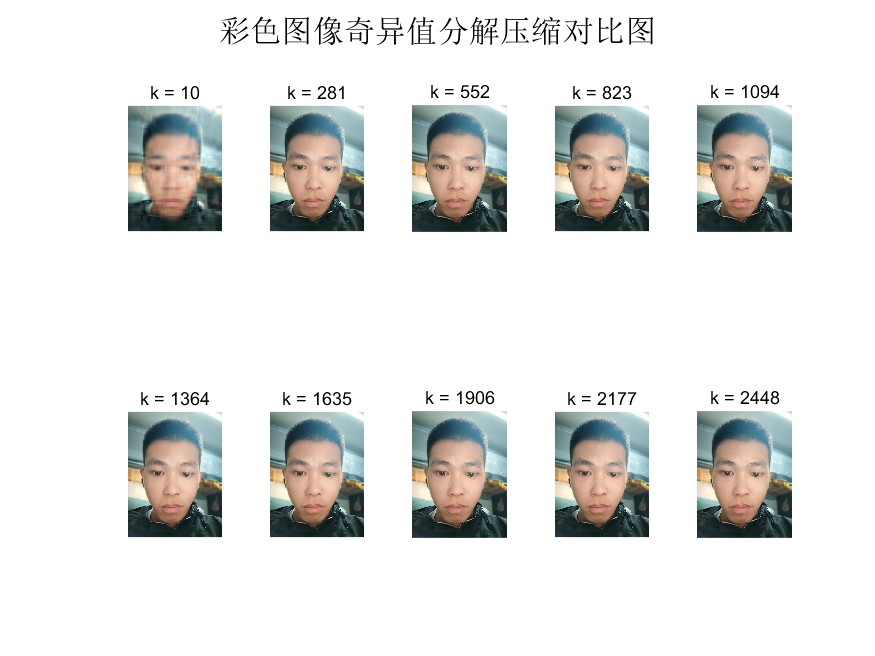 彩色图像奇异值分解压缩对比图
k = 10 k = 281 k = 552 k = 823 k = 1094
k = 1364 k = 1635 k = 1906 k = 2177 k = 2448